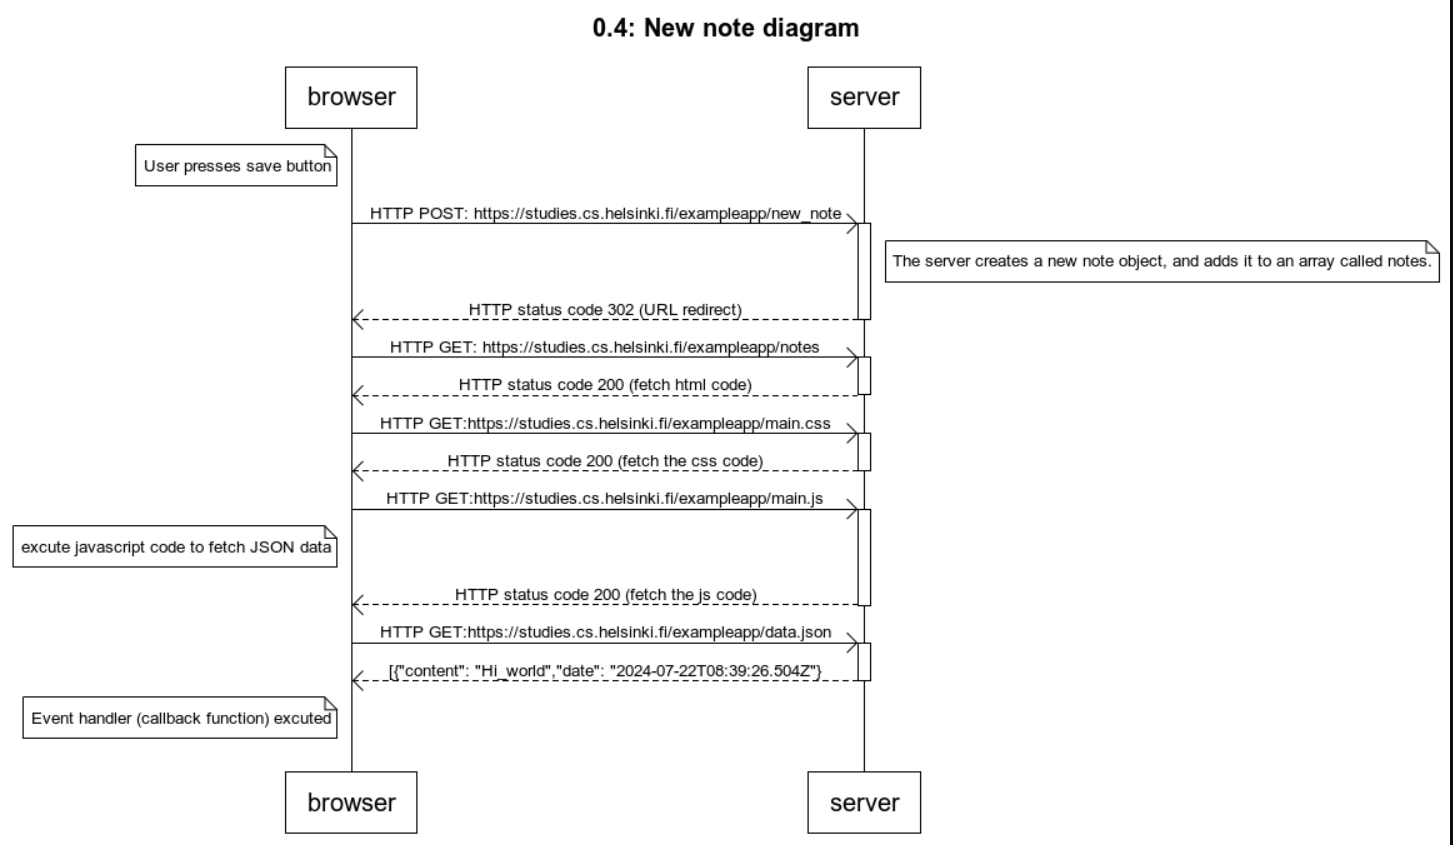 0.4: New note diagram
browser
server
User presses save button
HTTP POST: https://studies.cs.helsinki.fi/exampleapp/new_note
The server creates a new note object, and adds it to an array called notes.
HTTP status code 302 (URL redirect)
HTTP GET: https://studies.cs.helsinki.fi/exampleapp/notes
HTTP status code 200 (fetch html code)
HTTP GET:https://studies.cs.helsinki.fi/exampleapp/main.css
HTTP status code 200 (fetch the css code)
HTTP GET:https://studies.cs.helsinki.fi/exampleapp/main.js
excute javascript code to fetch JSON data
HTTP status code 200 (fetch the js code)
HTTP GET:https://studies.cs.helsinki.fi/exampleapp/data.json
[{"content": "Hi_world","date": "2024-07-22T08:39:26.504Z"}
Event handler (callback function) excuted
browser
server